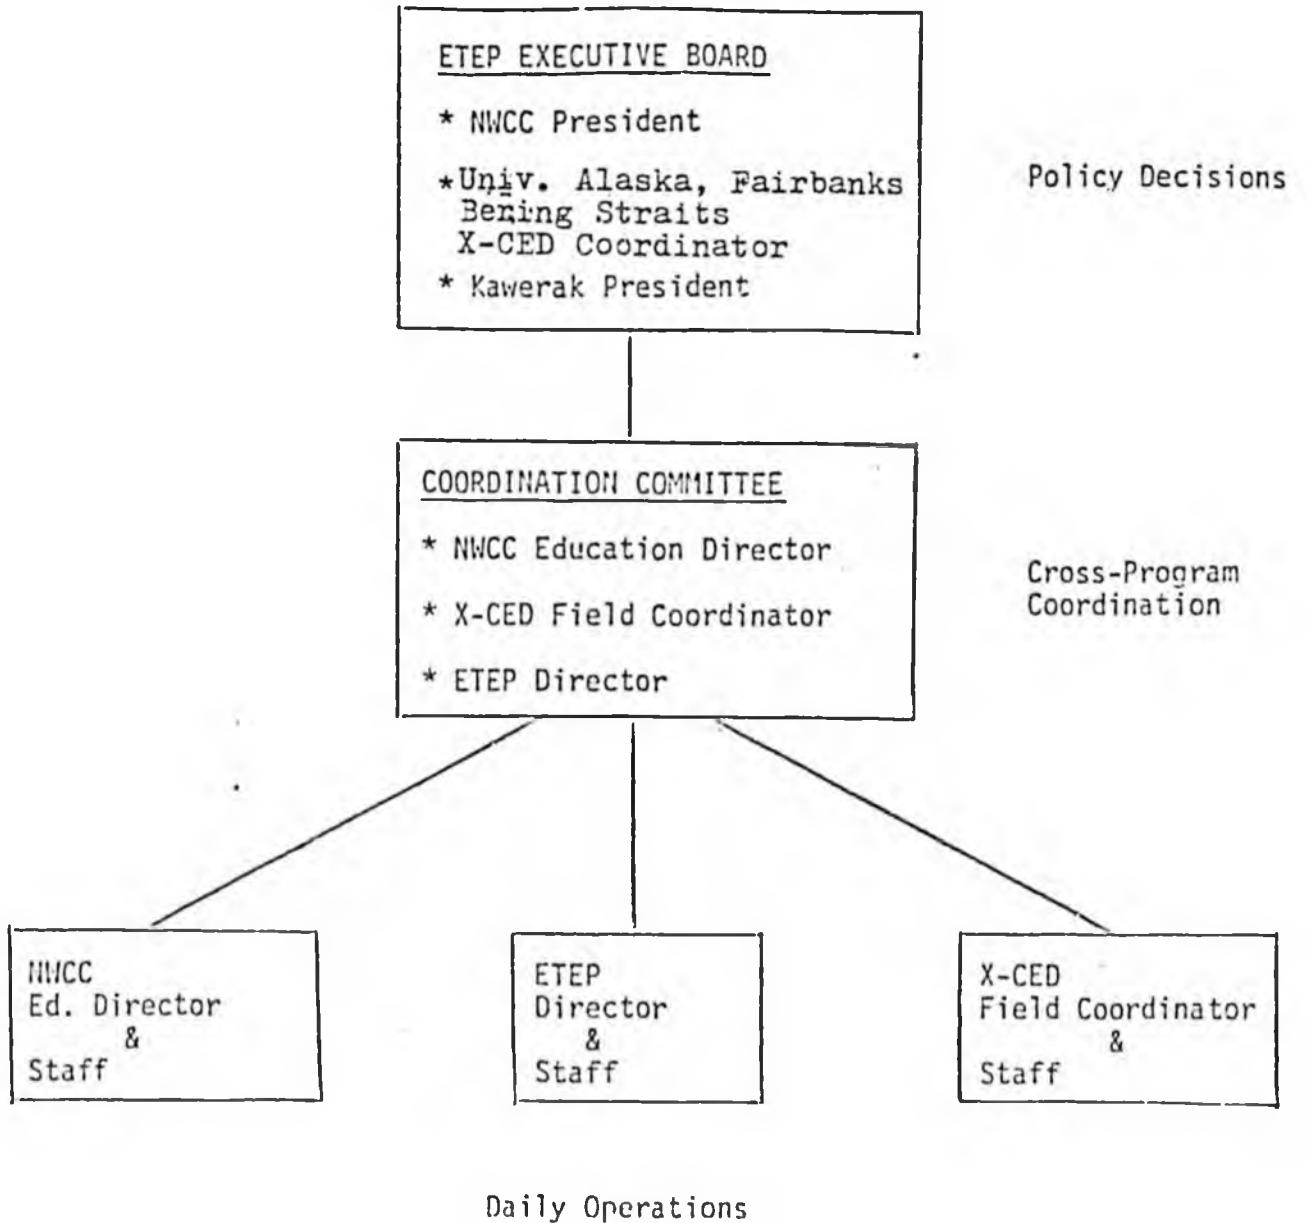 ETEP EXECUTIVE BOARD
* NWCC President
*Univ. Alaska, Fairbanks
Bering Straits
X-CED Coordinator
* Kawerak President
Policy Decisions
COORDINATION COMMITTEE
* NWCC Education Director
* X-CED Field Coordinator
* ETEP Director
Cross-Program
Coordination
NWCC
Ed. Director
&
Staff
ETEP
Director
&
Staff
X-CED
Field Coordinator
&
Staff
Daily Operations